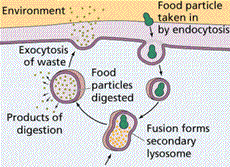 Environment
Food particle
taken in
by endocytosis
Exocytosis
of waste
Food
particles
digested
Products of
digestion
Fusion forms
secondary
lysosome